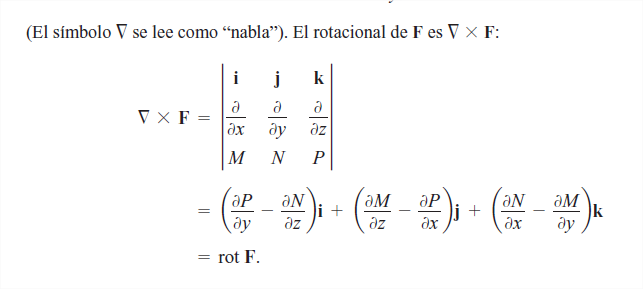 (El símbolo ∇ se lee como “nabla”). El rotacional de F es ∇ × F:
i j k
∂/∂x ∂/∂y ∂/∂z
∇ × F =
M N P
= (∂P/∂y − ∂N/∂z)i + (∂M/∂z − ∂P/∂x)j + (∂N/∂x − ∂M/∂y)k
= rot F.